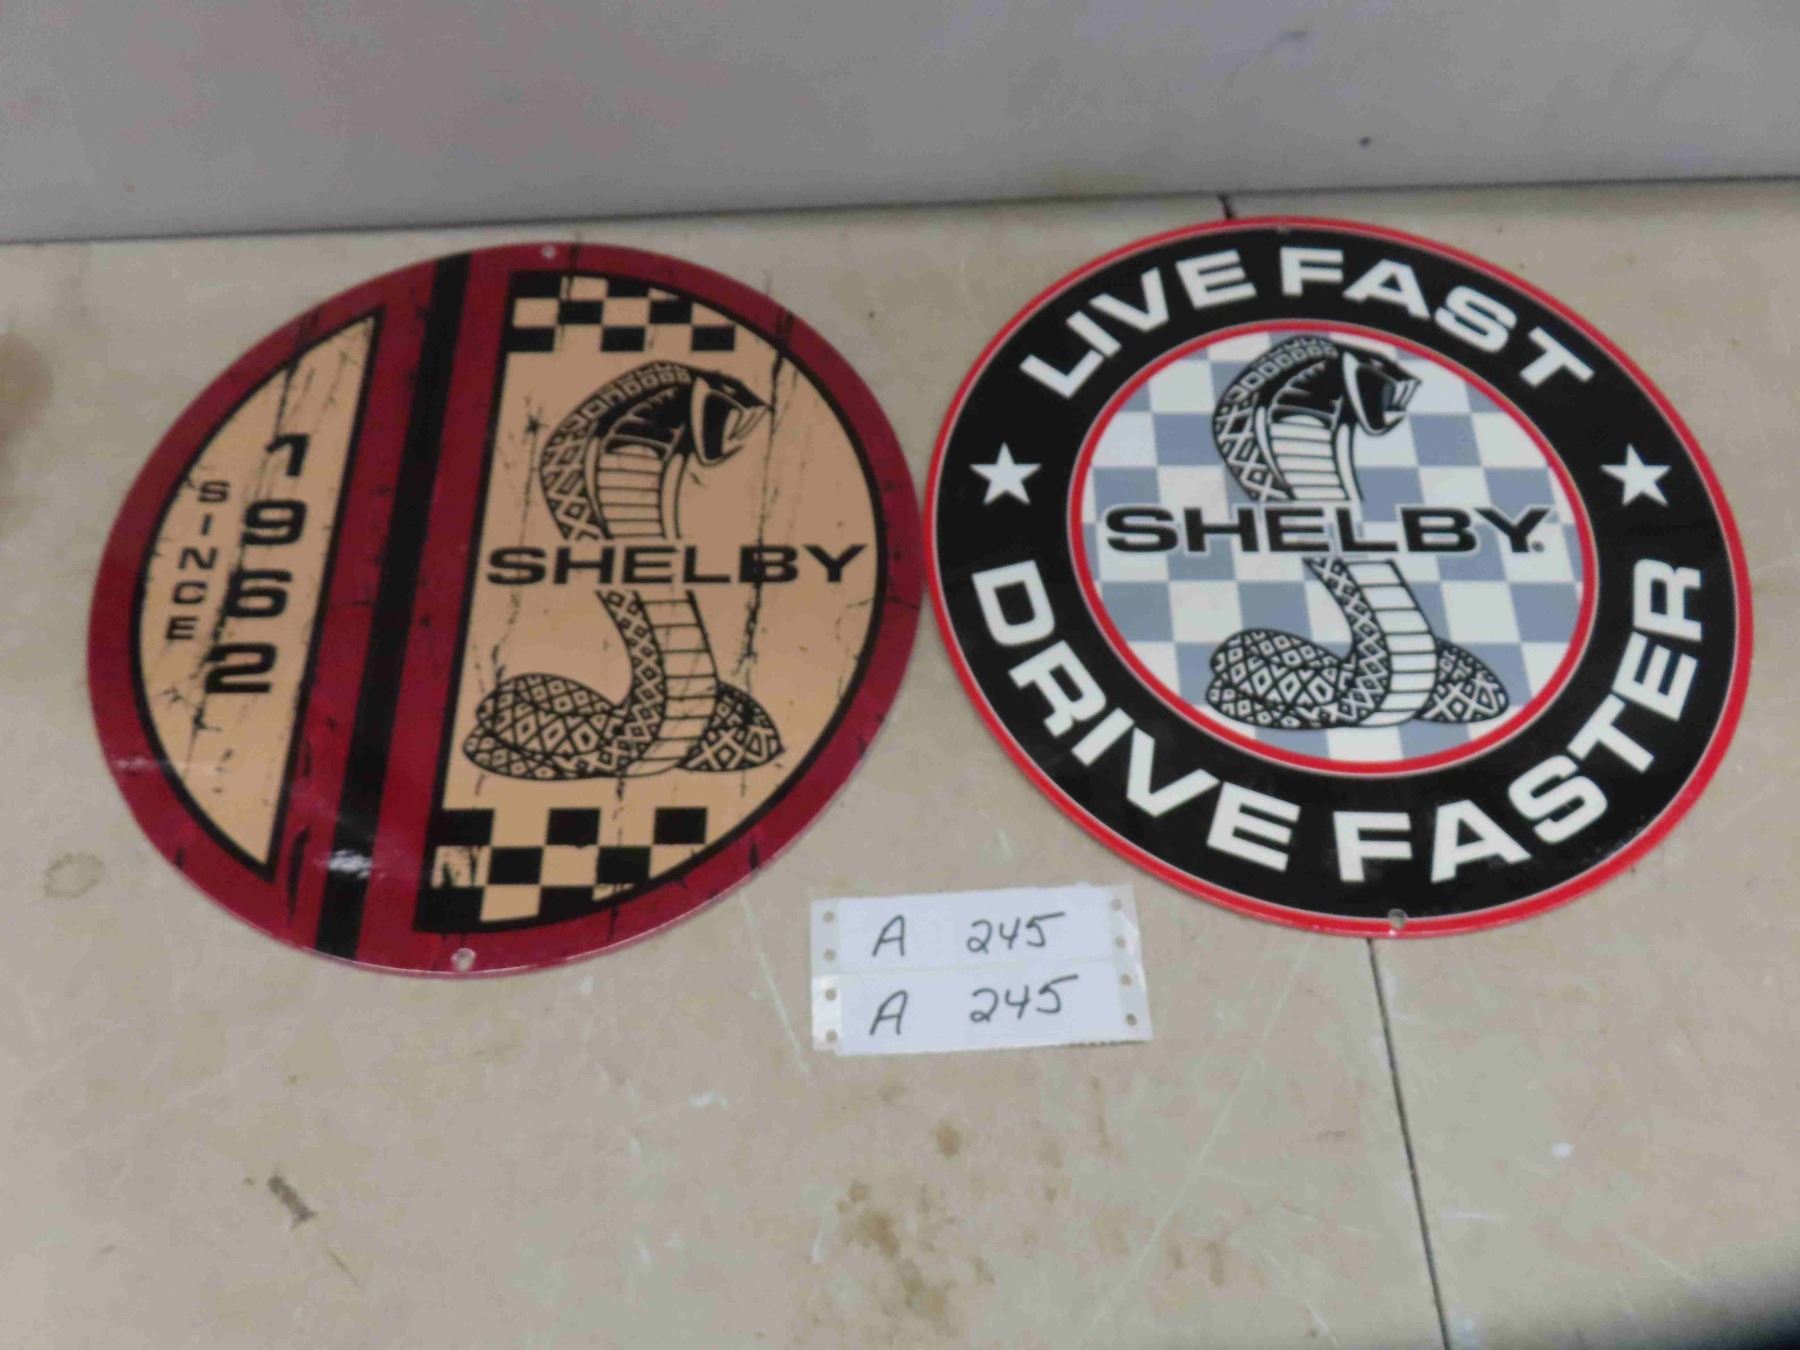 SINCE
1962
SHELBY
LIVE FAST
SHELBY.
DRIVE FASTER
A 245
A 245